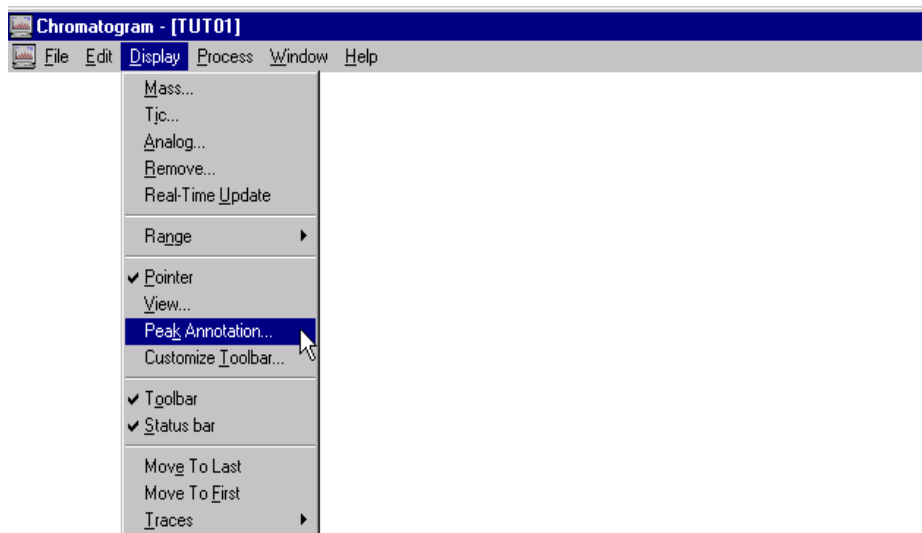 Chromatogram - [TUT01]
File Edit Display Process Window Help
Mass...
Tic...
Analog...
Remove...
Real-Time Update
Range
Pointer
View...
Peak Annotation...
Customize Toolbar...
Toolbar
Status bar
Move To Last
Move To First
Traces